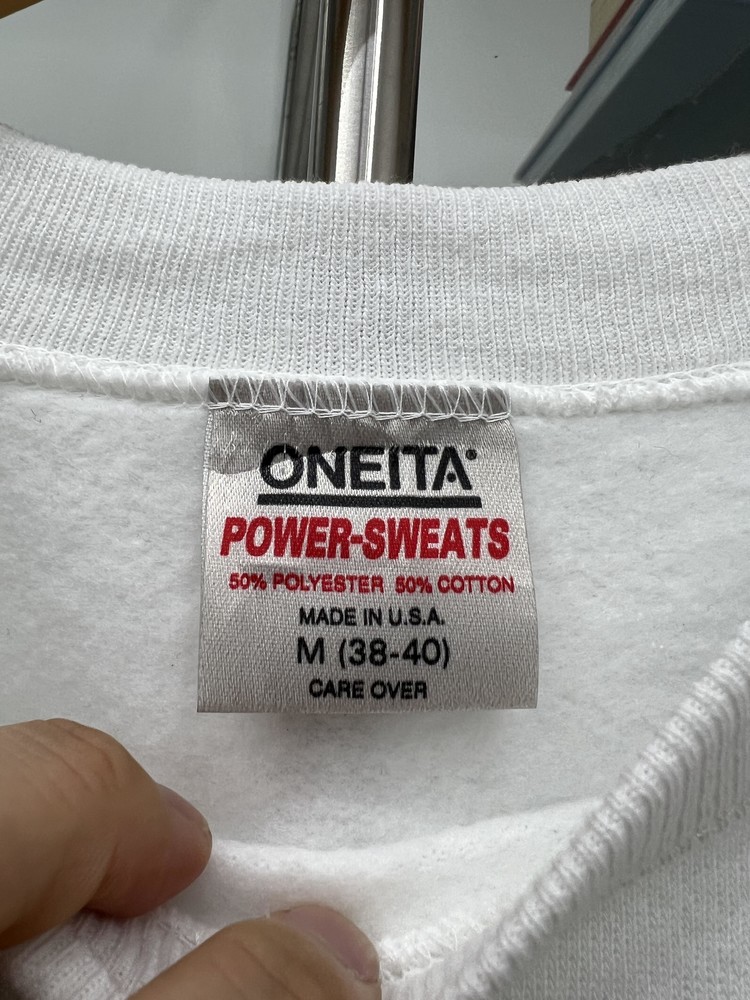 ONEITA®
POWER-SWEATS
50% POLYESTER 50% COTTON
MADE IN U.S.A.
M (38-40)
CARE OVER